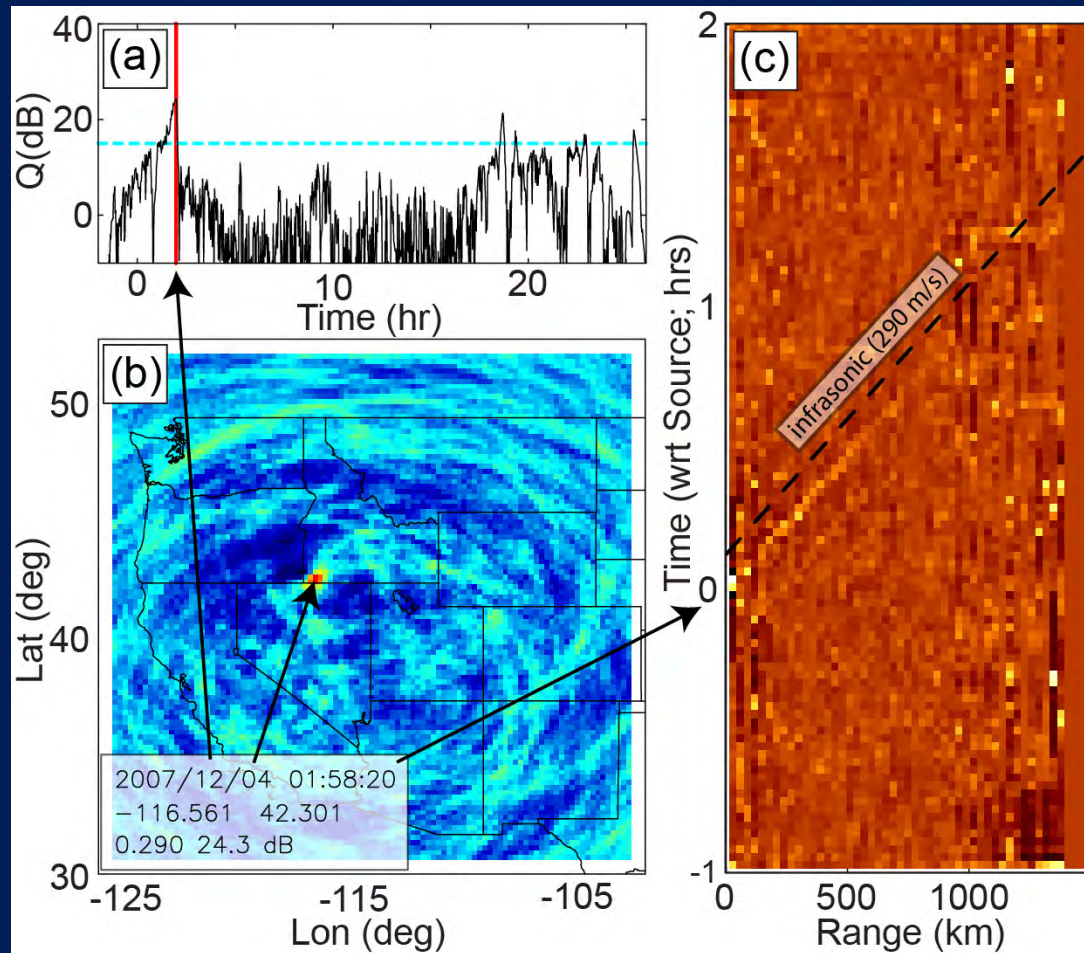 (a)
40
20
0
Q(dB)
0
10
20
Time (hr)
(b)
50
40
30
Lat (deg)
2007/12/04 01:58:20
-116.561 42.301
0.290 24.3 dB
-125
-115
-105
Lon (deg)
(c)
2
1
0
-1
Time (wrt Source; hrs)
infrasonic (290 m/s)
0
500
1000
Range (km)